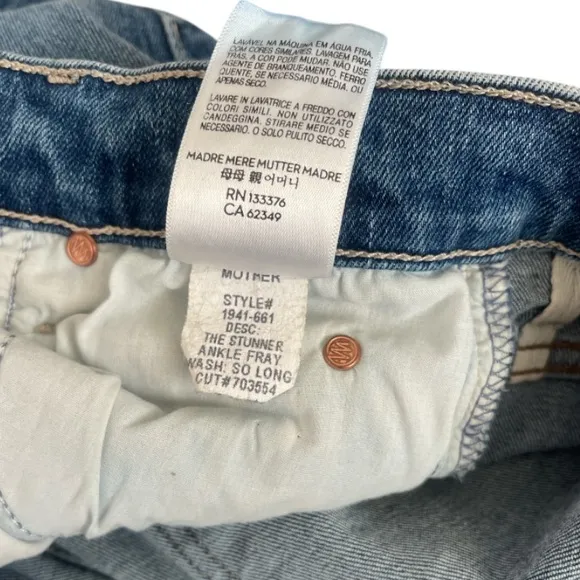 LAVÁVEL NA MÁQUINA EM ÁGUA FRIA,
COM CORES SIMILARES. LAVAGEM PARA
TRÁS, A COR PODE MUDAR. NÃO USO
AGENTE DE BRANQUEAMENTO. FERRO
QUENTE, SE NECESSÁRIO MÉDIA, OU
APENAS SECO.
LAVARE IN LAVATRICE A FREDDO CON
COLORI SIMILI. NON UTILIZZATO
CANDEGGINA. STIRARE MEDIO SE
NECESSARIO. O SOLO PULITO SECCO.
MADRE MERE MUTTER MADRE
母母 親 어머니
RN 133376
CA 62349
MOTHER
STYLE#
1941-661
DESC:
THE STUNNER
ANKLE FRAY
WASH: SO LONG
CUT#703554